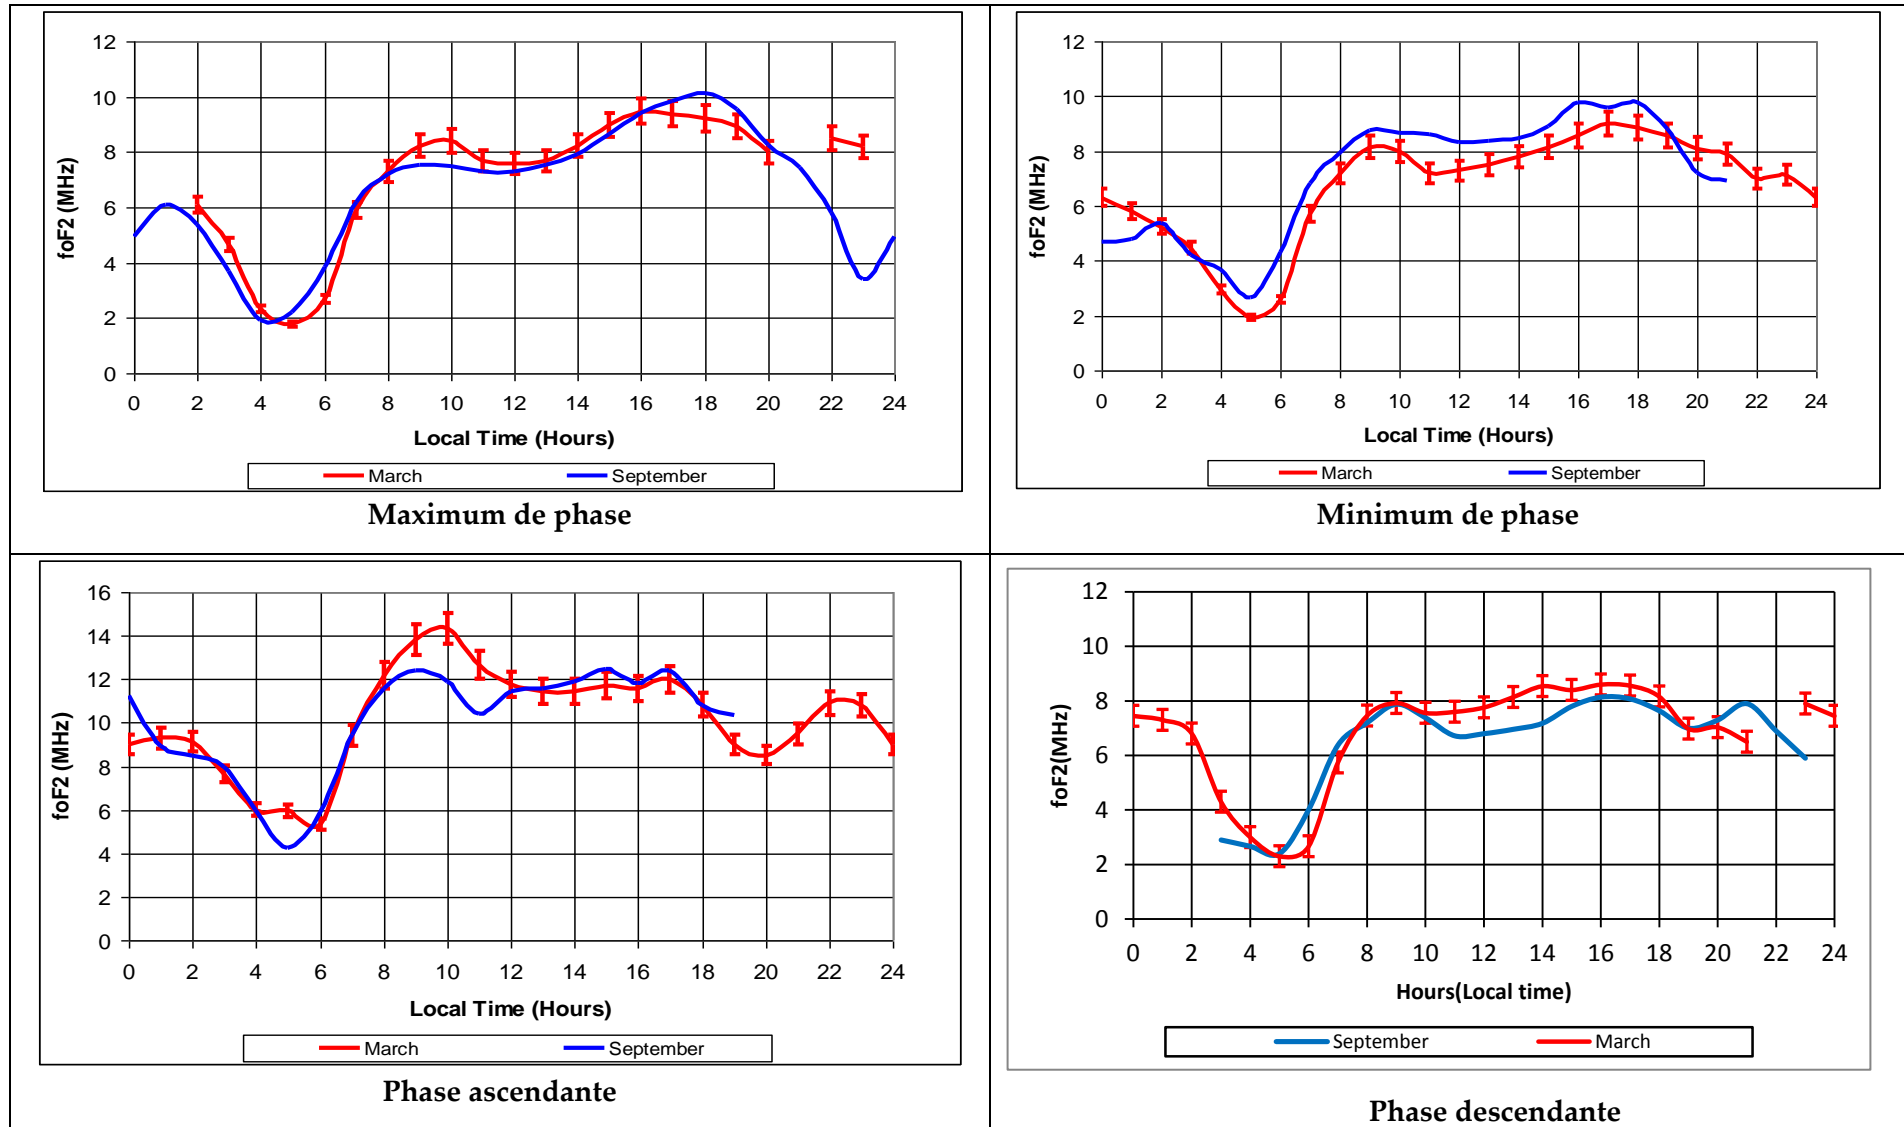 12
10
8
6
4
2
0
foF2 (MHz)
0 2 4 6 8 10 12 14 16 18 20 22 24
Local Time (Hours)
March September
Maximum de phase
12
10
8
6
4
2
0
foF2 (MHz)
0 2 4 6 8 10 12 14 16 18 20 22 24
Local Time (Hours)
March September
Minimum de phase
16
14
12
10
8
6
4
2
0
foF2 (MHz)
0 2 4 6 8 10 12 14 16 18 20 22 24
Local Time (Hours)
March September
Phase ascendante
12
10
8
6
4
2
0
foF2(MHz)
0 2 4 6 8 10 12 14 16 18 20 22 24
Hours(Local time)
September March
Phase descendante